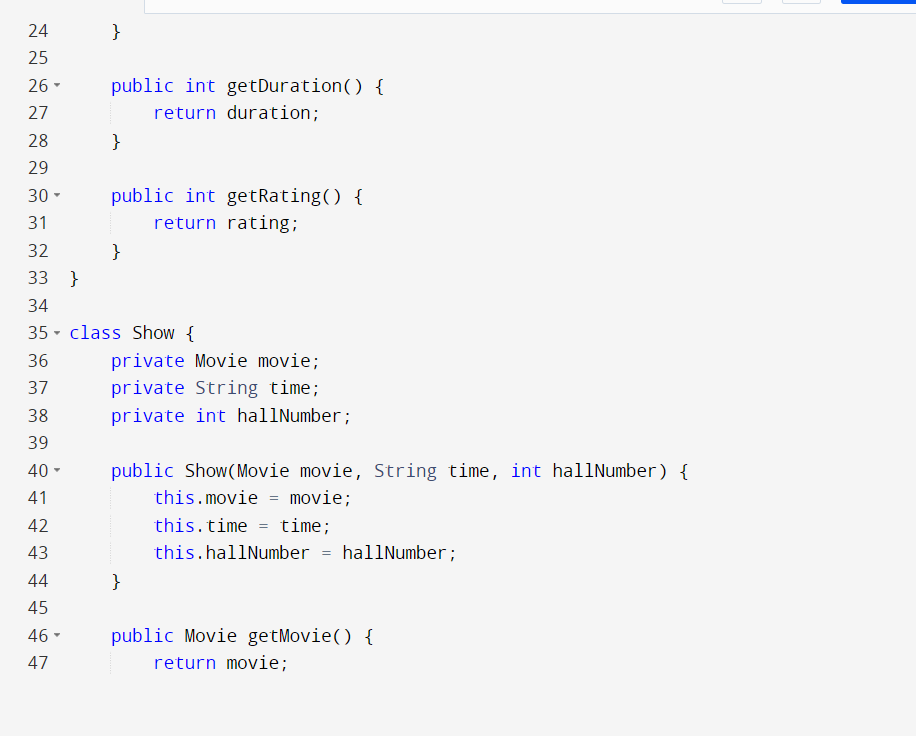 24     }
25
26     public int getDuration() {
27         return duration;
28     }
29
30     public int getRating() {
31         return rating;
32     }
33 }
34
35 class Show {
36     private Movie movie;
37     private String time;
38     private int hallNumber;
39
40     public Show(Movie movie, String time, int hallNumber) {
41         this.movie = movie;
42         this.time = time;
43         this.hallNumber = hallNumber;
44     }
45
46     public Movie getMovie() {
47         return movie;